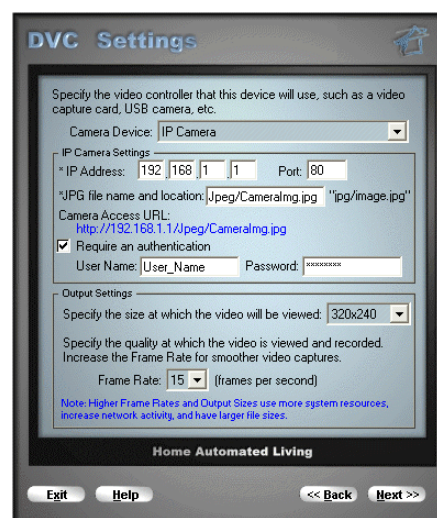 DVC Settings
Specify the video controller that this device will use, such as a video
capture card, USB camera, etc.
Camera Device: IP Camera
IP Camera Settings
* IP Address: 192 .168 .1 .1 Port: 80
*JPG file name and location: Jpeg/CameraImg.jpg "jpg/image.jpg"
Camera Access URL:
http://192.168.1.1/Jpeg/CameraImg.jpg
Require an authentication
User Name: User_Name Password: xxxxxxxx
Output Settings
Specify the size at which the video will be viewed: 320x240
Specify the quality at which the video is viewed and recorded.
Increase the Frame Rate for smoother video captures.
Frame Rate: 15 (frames per second)
Note: Higher Frame Rates and Output Sizes use more system resources,
increase network activity, and have larger file sizes.
Home Automated Living
Exit Help << Back Next >>